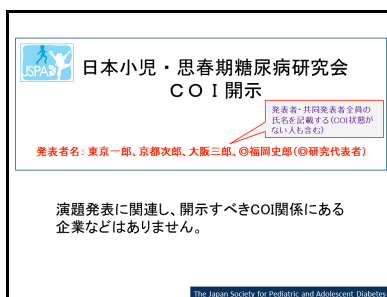 JSPAD
日本小児・思春期糖尿病研究会
ＣＯＩ開示
発表者・共同発表者全員の
氏名を記載する(COI状態が
ない人も含む)
発表者名：東京一郎、京都次郎、大阪三郎、◎福岡史郎(◎研究代表者)
演題発表に関連し、開示すべきCOI関係にある
企業などはありません。
The Japan Society for Pediatric and Adolescent Diabetes